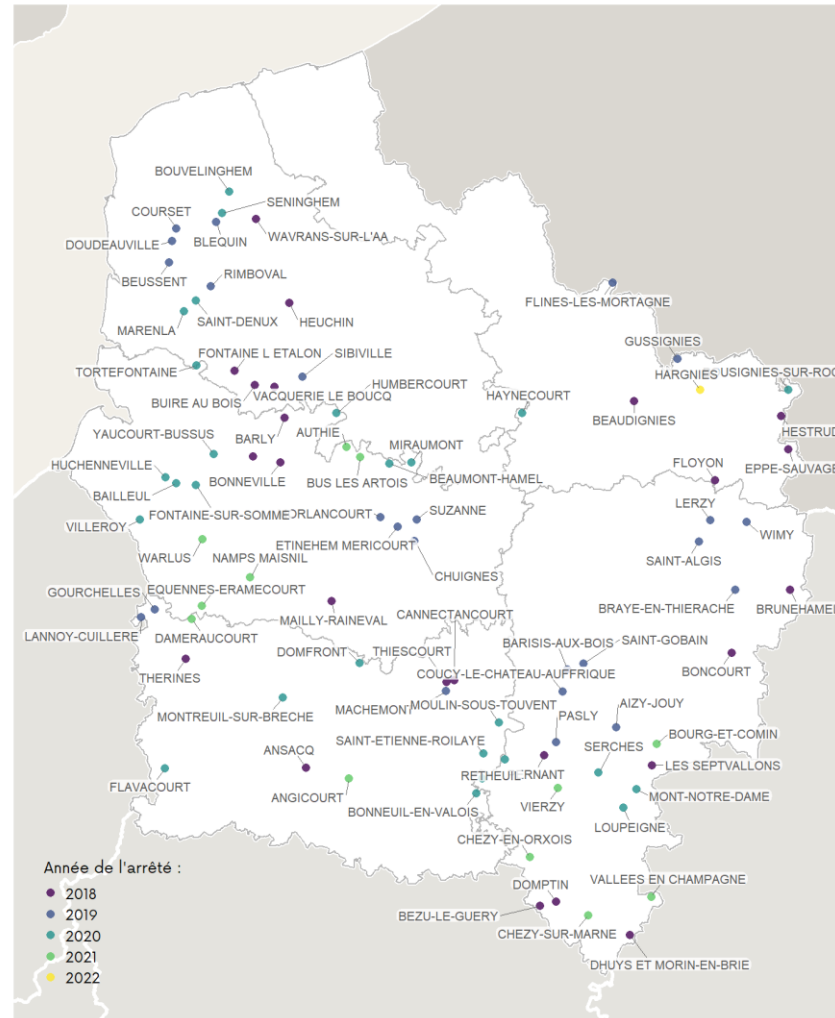 BOUVELINGHEM
SENINGHEM
COURSET
WAVRANS-SUR-L'AA
DOUDEAUVILLE
BLEQUIN
BEUSSENT
RIMBOVAL
FLINES-LES-MORTAGNE
SAINT-DENUX
HEUCHIN
MARENLA
GUSSIGNIES
FONTAINE L ETALON
SIBIVILLE
TORTEFONTAINE
HARGNIES
USIGNIES-SUR-ROC
HUMBERCOURT
HAYNECOURT
VACQUERIE LE BOUCQ
BUIRE AU BOIS
BEAUDIGNIES
HESTRUD
YAUCOURT-BUSSUS
BARLY
AUTHIE
MIRAUMONT
FLOYON
HUCHENNEVILLE
EPPE-SAUVAGE
BEAUMONT-HAMEL
BONNEVILLE
BUS LES ARTOIS
BAILLEUL
LERZY
VILLEROY
FONTAINE-SUR-SOMME
ORLANCOURT
SUZANNE
WIMY
WARLUS
NAMPS MAISNIL
ETINEHEM MERICOURT
SAINT-ALGIS
CHUIGNES
EQUENNES-ERAMECOURT
GOURCHELLES
BRAYE-EN-THIERACHE
BRUNEHAMEL
CANNECTANCOURT
MAILLY-RAINEVAL
LANNOY-CUILLERE
DAMERAUCOURT
BARISIS-AUX-BOIS
SAINT-GOBAIN
DOMFRONT
THIESCOURT
BONCOURT
THERINES
COUCY-LE-CHATEAU-AUFFRIQUE
MACHEMONT
MOULIN-SOUS-TOUVENT
AIZY-JOUY
MONTREUIL-SUR-BRECHE
PASLY
BOURG-ET-COMIN
SAINT-ETIENNE-ROILAYE
SERCHES
ANSACQ
LES SEPTVALLONS
RETHEUIL
ERNANT
FLAVACOURT
ANGICOURT
MONT-NOTRE-DAME
BONNEUIL-EN-VALOIS
VIERZY
LOUPEIGNE
CHEZY-EN-ORXOIS
VALLEES EN CHAMPAGNE
DOMPTIN
BEZU-LE-GUERY
CHEZY-SUR-MARNE
DHUYS ET MORIN-EN-BRIE
Année de l'arrêté :
2018
2019
2020
2021
2022